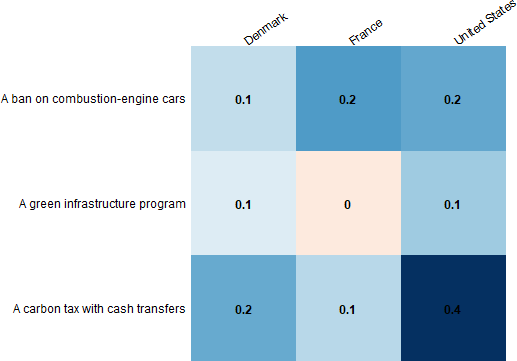 Denmark France United States
A ban on combustion-engine cars 0.1 0.2 0.2
A green infrastructure program 0.1 0 0.1
A carbon tax with cash transfers 0.2 0.1 0.4